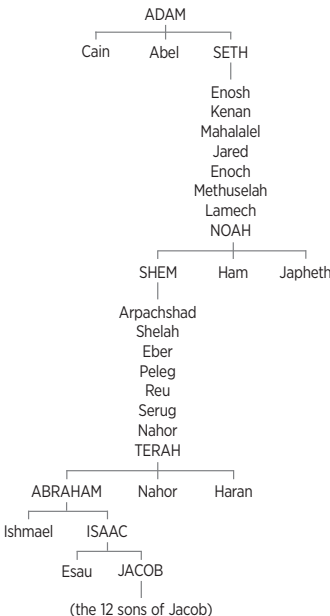 ADAM
Cain Abel SETH
Enosh
Kenan
Mahalalel
Jared
Enoch
Methuselah
Lamech
NOAH
SHEM Ham Japheth
Arpachshad
Shelah
Eber
Peleg
Reu
Serug
Nahor
TERAH
ABRAHAM Nahor Haran
Ishmael ISAAC
Esau JACOB
(the 12 sons of Jacob)